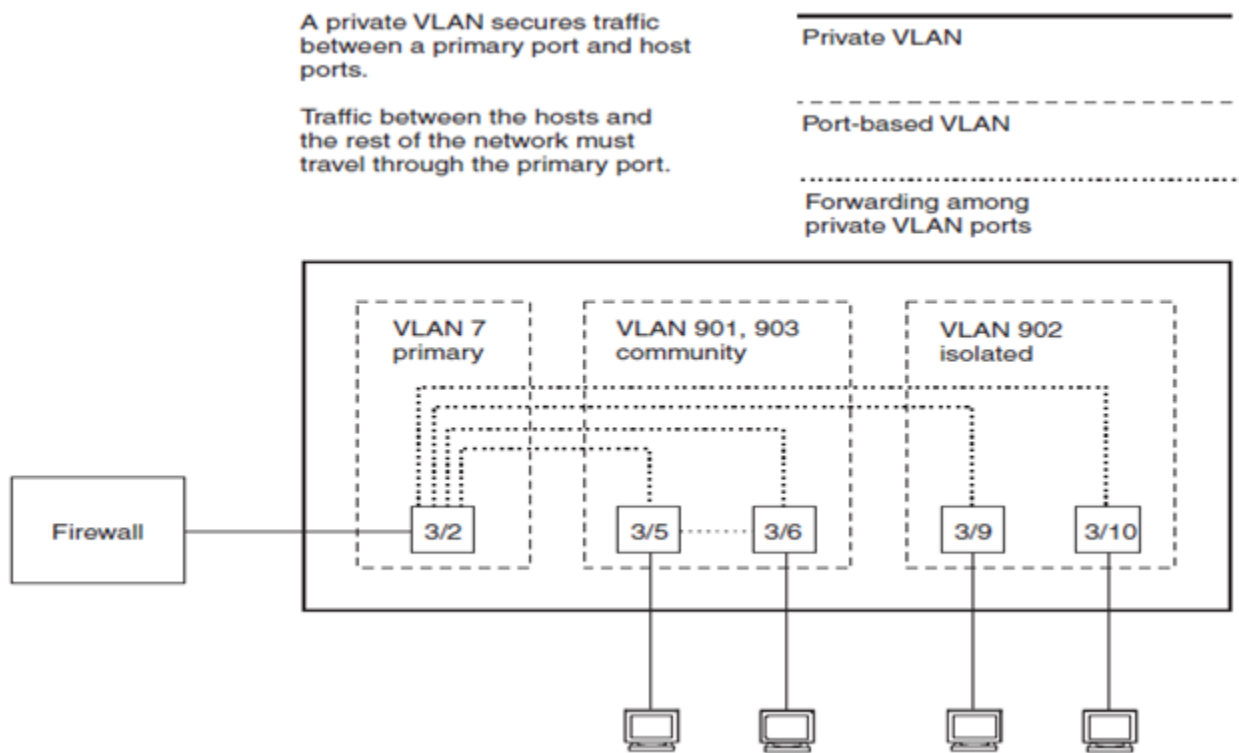 A private VLAN secures traffic
between a primary port and host
ports.
Traffic between the hosts and
the rest of the network must
travel through the primary port.
Private VLAN
Port-based VLAN
Forwarding among
private VLAN ports
VLAN 7
primary
VLAN 901, 903
community
VLAN 902
isolated
Firewall
3/2
3/5
3/6
3/9
3/10